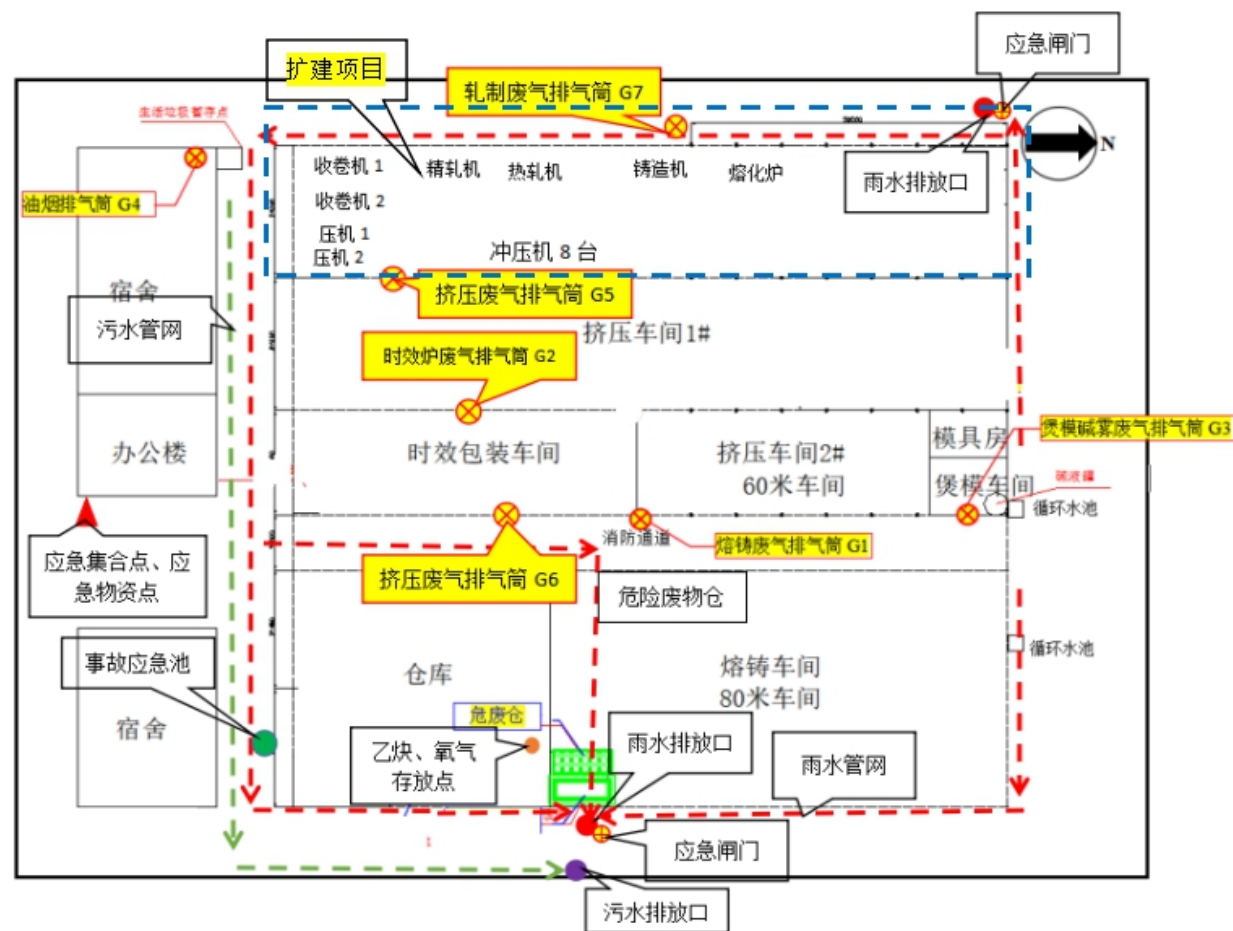 应急闸门
扩建项目
轧制废气排气筒 G7
生活垃圾暂存点
N
收卷机 1
精轧机
热轧机
铸造机
熔化炉
雨水排放口
油烟排气筒 G4
收卷机 2
压机 1
压机 2
冲压机 8 台
宿舍
挤压废气排气筒 G5
污水管网
挤压车间1#
时效炉废气排气筒 G2
煲模碱雾废气排气筒 G3
办公楼
时效包装车间
挤压车间2#
60米车间
模具房
煲模车间
碱液罐
循环水池
消防通道
熔铸废气排气筒 G1
应急集合点、应
急物资点
挤压废气排气筒 G6
危险废物仓
循环水池
事故应急池
仓库
熔铸车间
80米车间
宿舍
危废仓
乙炔、氧气
存放点
雨水排放口
雨水管网
应急闸门
污水排放口